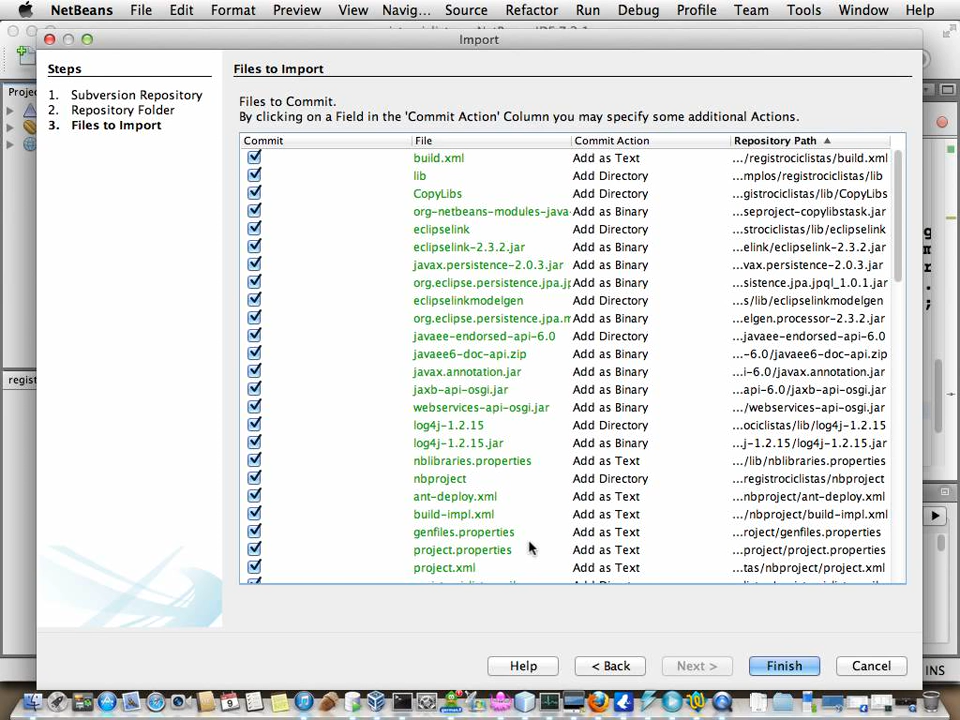 NetBeans File Edit Format Preview View Navig... Source Refactor Run Debug Profile Team Tools Window Help
Import
Steps
1. Subversion Repository
2. Repository Folder
3. Files to Import
Files to Import
Files to Commit.
By clicking on a Field in the 'Commit Action' Column you may specify some additional Actions.
Commit File Commit Action Repository Path
build.xml Add as Text .../registrociclistas/build.xml
lib Add Directory ...mplos/registrociclistas/lib
CopyLibs Add Directory ...gistrociclistas/lib/CopyLibs
org-netbeans-modules-java- Add as Binary ...seproject-copylibstask.jar
eclipselink Add Directory ...strociclistas/lib/eclipselink
eclipselink-2.3.2.jar Add as Binary ...elink/eclipselink-2.3.2.jar
javax.persistence-2.0.3.jar Add as Binary ...vax.persistence-2.0.3.jar
org.eclipse.persistence.jpa.j Add as Binary ...sistence.jpa.jpql_1.0.1.jar
eclipselinkmodelgen Add Directory ...s/lib/eclipselinkmodelgen
org.eclipse.persistence.jpa.m Add as Binary ...elgen.processor-2.3.2.jar
javaee-endorsed-api-6.0 Add Directory ...javaee-endorsed-api-6.0
javaee6-doc-api.zip Add as Binary ...-6.0/javaee6-doc-api.zip
javax.annotation.jar Add as Binary ...i-6.0/javax.annotation.jar
jaxb-api-osgi.jar Add as Binary ...api-6.0/jaxb-api-osgi.jar
webservices-api-osgi.jar Add as Binary .../webservices-api-osgi.jar
log4j-1.2.15 Add Directory ...ociclistas/lib/log4j-1.2.15
log4j-1.2.15.jar Add as Binary ...j-1.2.15/log4j-1.2.15.jar
nblibraries.properties Add as Text .../lib/nblibraries.properties
nbproject Add Directory ...registrociclistas/nbproject
ant-deploy.xml Add as Text ...nbproject/ant-deploy.xml
build-impl.xml Add as Text .../nbproject/build-impl.xml
genfiles.properties Add as Text ...roject/genfiles.properties
project.properties Add as Text ...project/project.properties
project.xml Add as Text ...tas/nbproject/project.xml
Help < Back Next > Finish Cancel
Projec
regist
INS